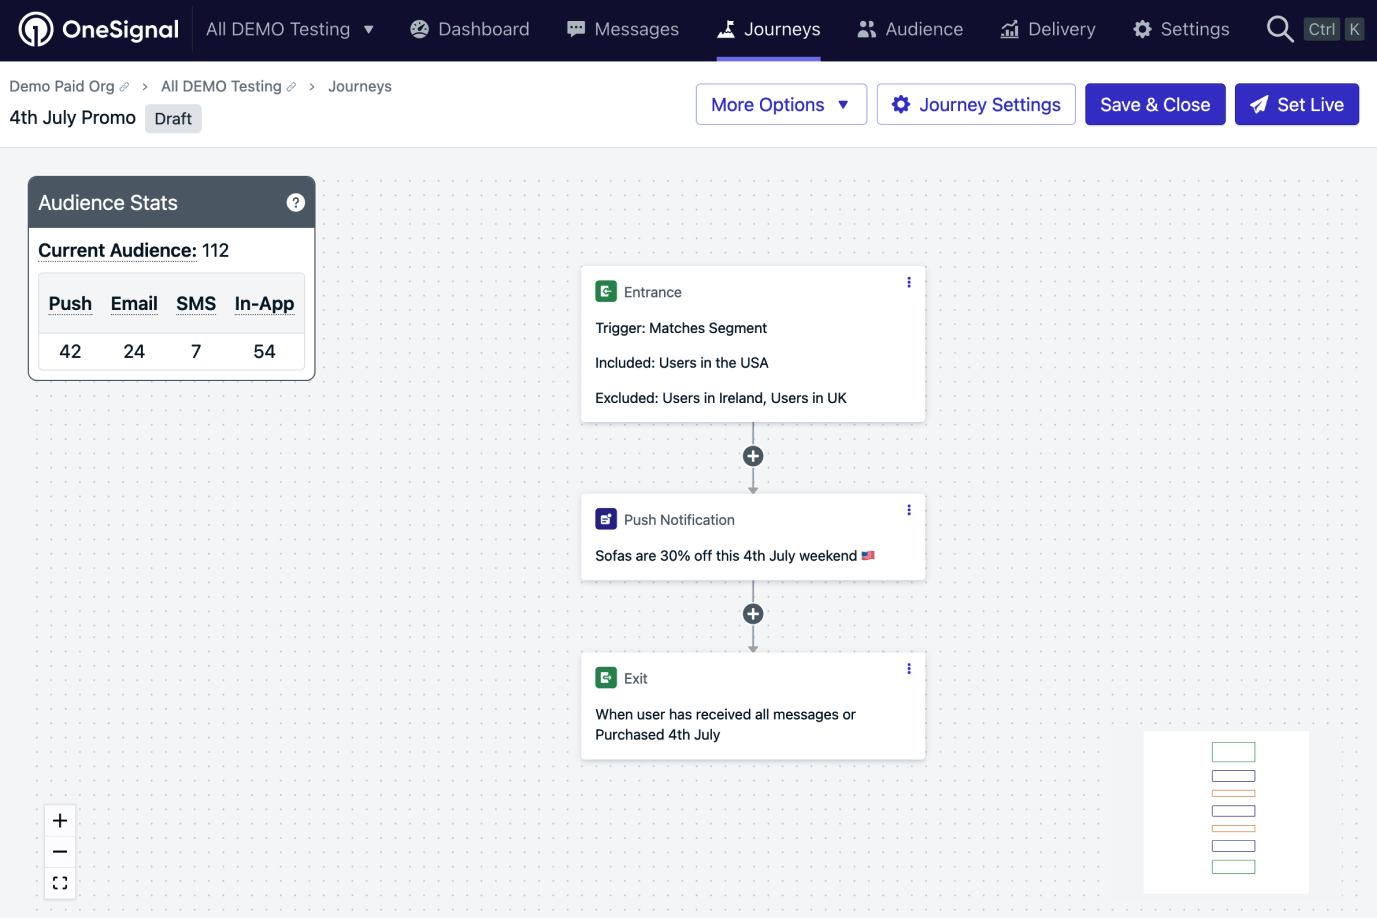 OneSignal
All DEMO Testing
Dashboard
Messages
Journeys
Audience
Delivery
Settings
Ctrl K
Demo Paid Org > All DEMO Testing > Journeys
4th July Promo
Draft
More Options
Journey Settings
Save & Close
Set Live
Audience Stats
?
Current Audience: 112
Push Email SMS In-App
42 24 7 54
Entrance
Trigger: Matches Segment
Included: Users in the USA
Excluded: Users in Ireland, Users in UK
Push Notification
Sofas are 30% off this 4th July weekend 🇺🇸
Exit
When user has received all messages or
Purchased 4th July